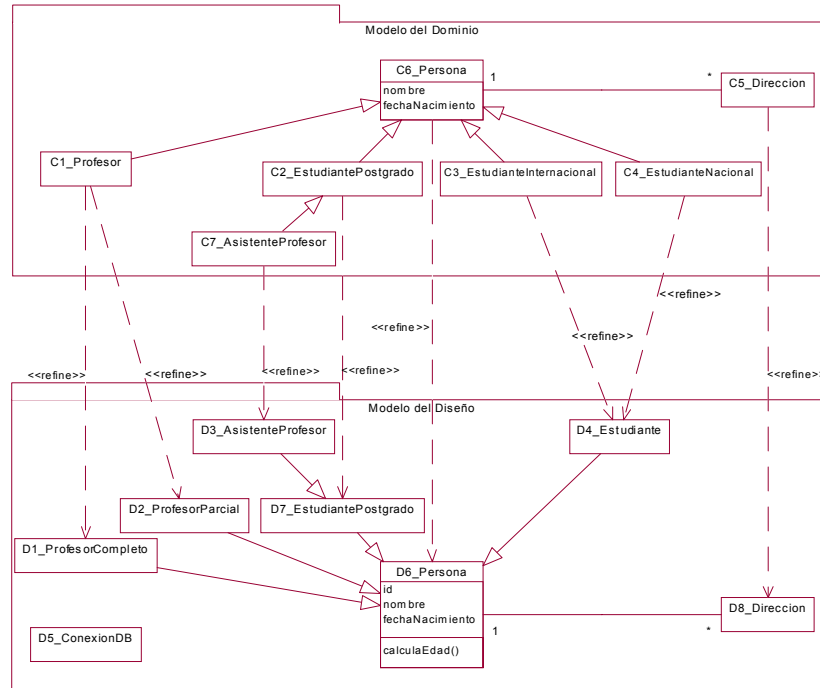 Modelo del Dominio
C6_Persona
nombre
fechaNacimiento
1
*
C5_Direccion
C1_Profesor
C2_EstudiantePostgrado
C3_EstudianteInternacional
C4_EstudianteNacional
C7_AsistenteProfesor
<<refine>>
<<refine>>
<<refine>>
<<refine>>
<<refine>>
<<refine>>
<<refine>>
<<refine>>
Modelo del Diseño
D3_AsistenteProfesor
D4_Estudiante
D2_ProfesorParcial
D7_EstudiantePostgrado
D1_ProfesorCompleto
D6_Persona
id
nombre
fechaNacimiento
calculaEdad()
1
*
D8_Direccion
D5_ConexionDB